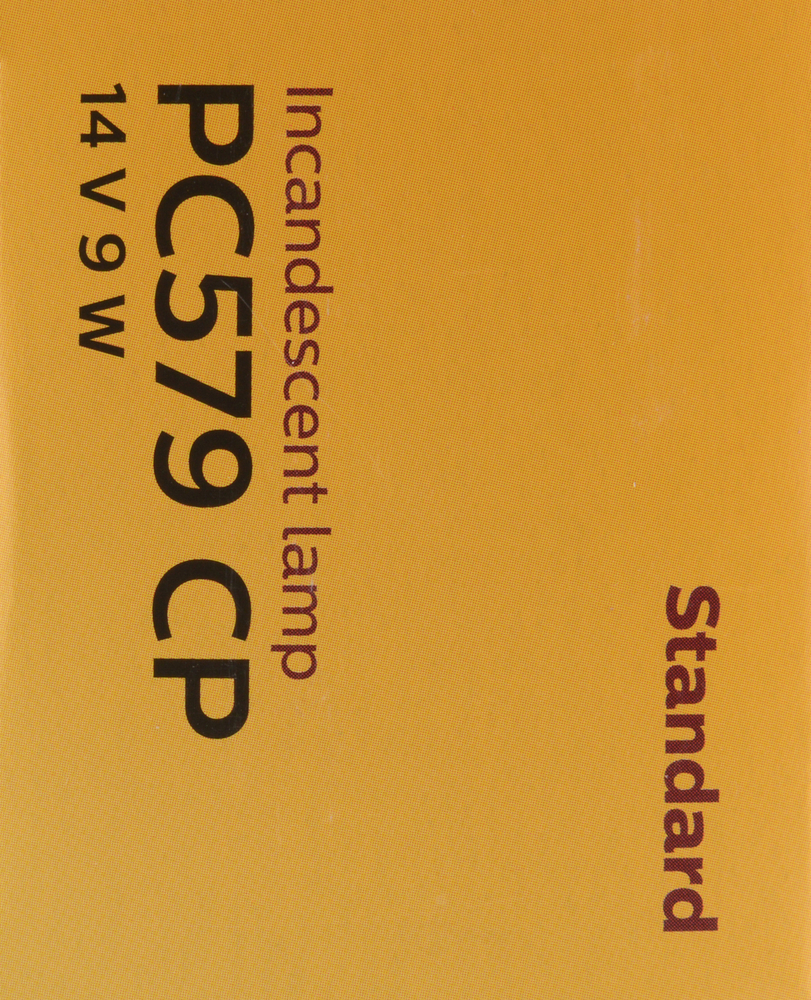 Standard
Incandescent lamp
PC579 CP
14 V 9 W